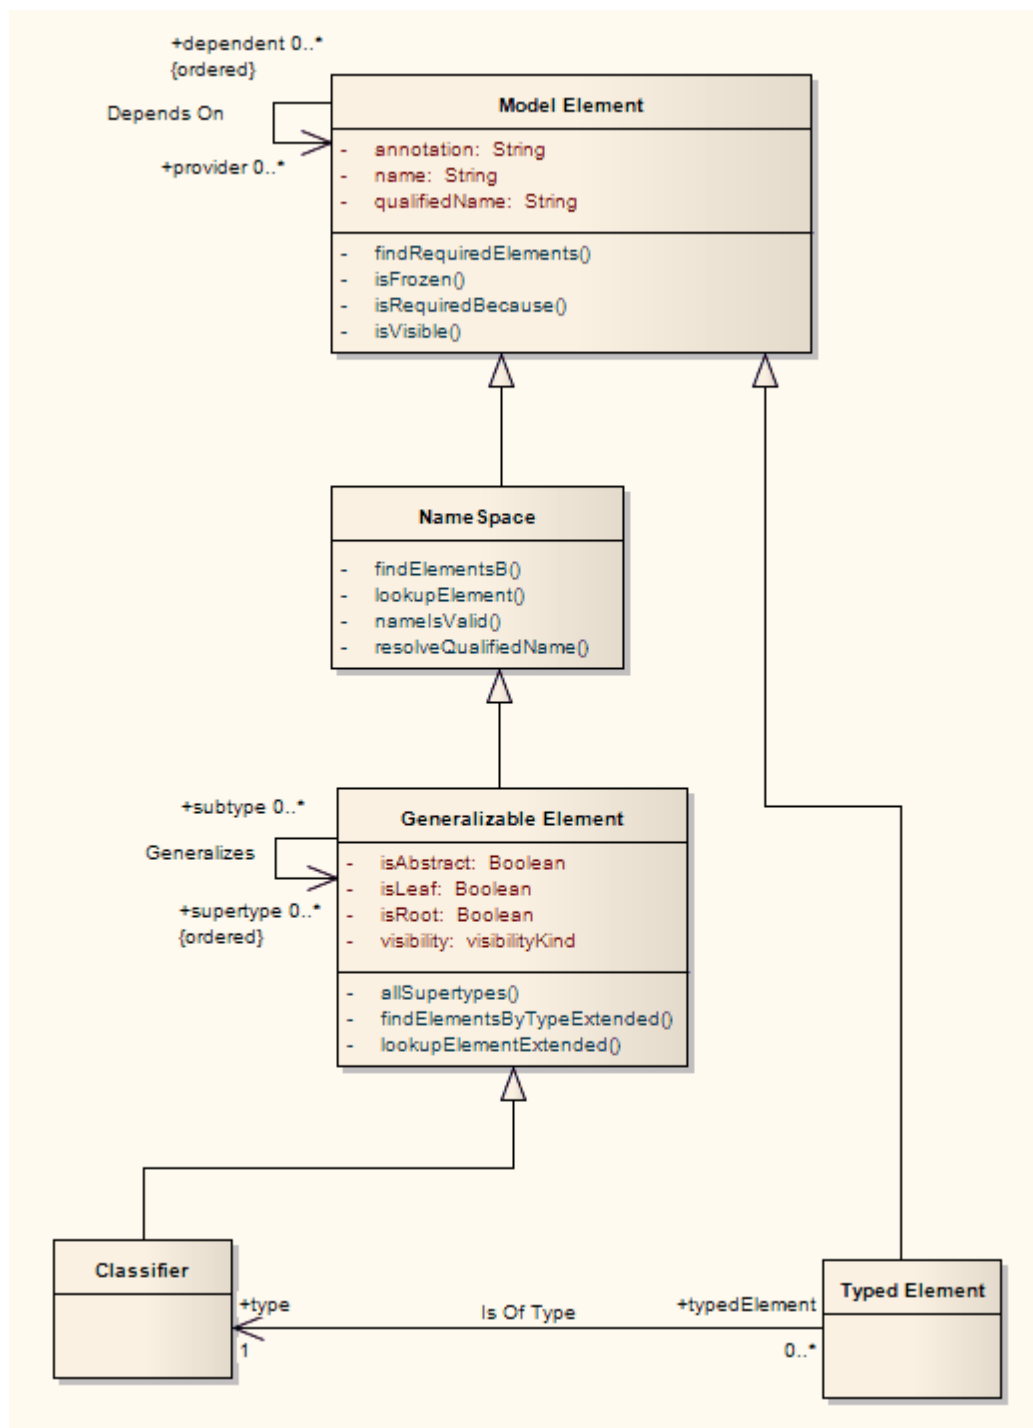 +dependent 0..*
{ordered}
Depends On
+provider 0..*
Model Element
- annotation: String
- name: String
- qualifiedName: String
- findRequiredElements()
- isFrozen()
- isRequiredBecause()
- isVisible()
NameSpace
- findElementsB()
- lookupElement()
- nameIsValid()
- resolveQualifiedName()
+subtype 0..*
Generalizes
+supertype 0..*
{ordered}
Generalizable Element
- isAbstract: Boolean
- isLeaf: Boolean
- isRoot: Boolean
- visibility: visibilityKind
- allSupertypes()
- findElementsByTypeExtended()
- lookupElementExtended()
Classifier
+type
1
Is Of Type
+typedElement
0..*
Typed Element